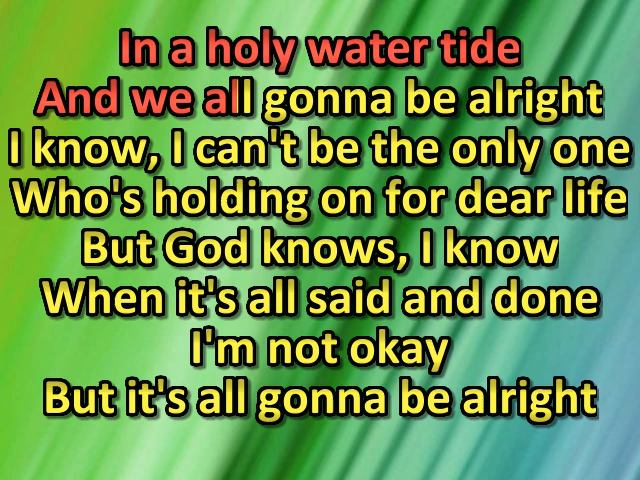 In a holy water tide
And we all gonna be alright
I know, I can't be the only one
Who's holding on for dear life
But God knows, I know
When it's all said and done
I'm not okay
But it's all gonna be alright